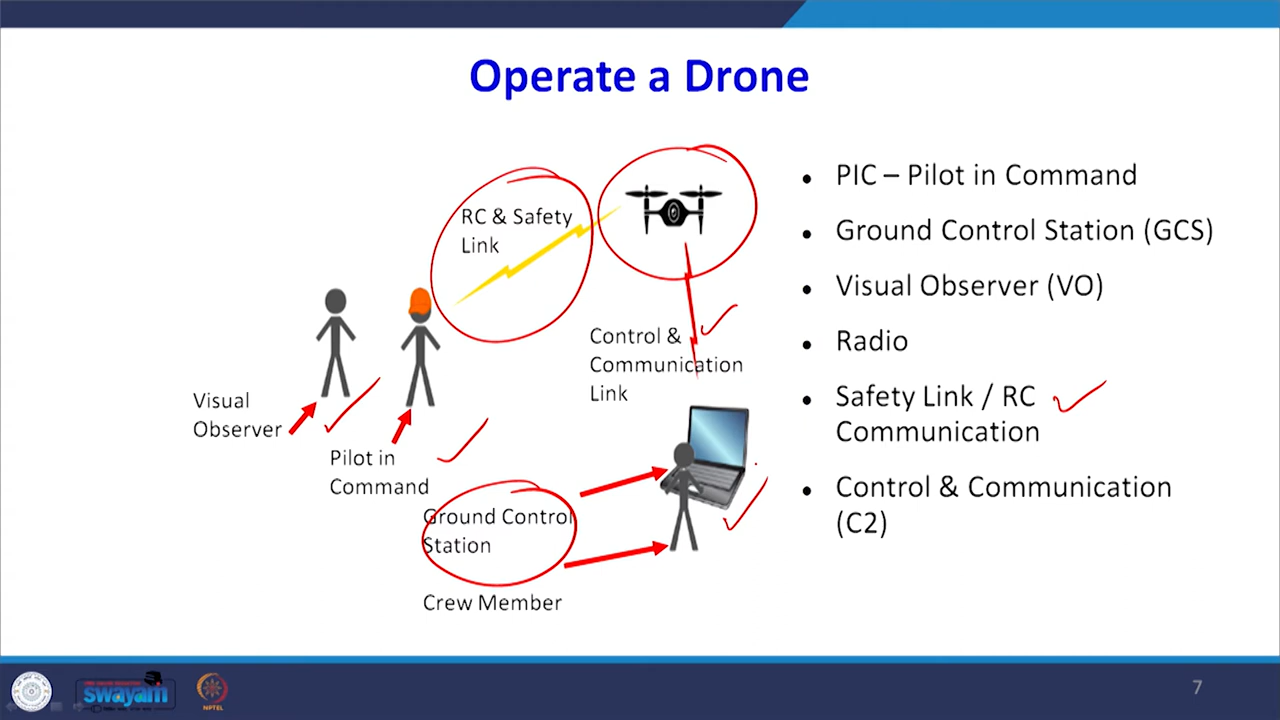 Operate a Drone
RC & Safety
Link
Control &
Communication
Link
Visual
Observer
Pilot in
Command
Ground Control
Station
Crew Member
• PIC – Pilot in Command
• Ground Control Station (GCS)
• Visual Observer (VO)
• Radio
• Safety Link / RC
Communication
• Control & Communication
(C2)
swayam
NPTEL
7